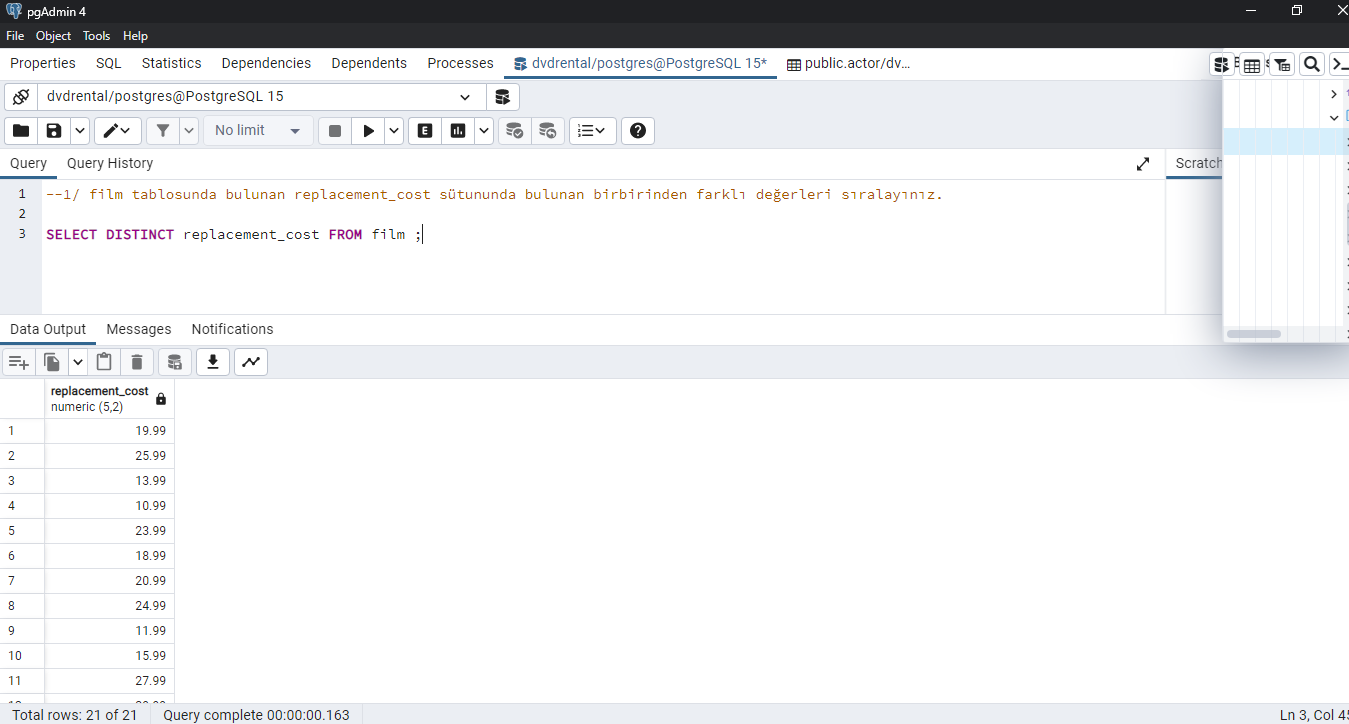 pgAdmin 4
File Object Tools Help
Properties SQL Statistics Dependencies Dependents Processes dvdrental/postgres@PostgreSQL 15* public.actor/dv...
dvdrental/postgres@PostgreSQL 15
No limit
Query Query History Scratch
1 --1/ film tablosunda bulunan replacement_cost sütununda bulunan birbirinden farklı değerleri sıralayınız.
2
3 SELECT DISTINCT replacement_cost FROM film ;
Data Output Messages Notifications
replacement_cost
numeric (5,2)
1 19.99
2 25.99
3 13.99
4 10.99
5 23.99
6 18.99
7 20.99
8 24.99
9 11.99
10 15.99
11 27.99
Total rows: 21 of 21 Query complete 00:00:00.163 Ln 3, Col 45